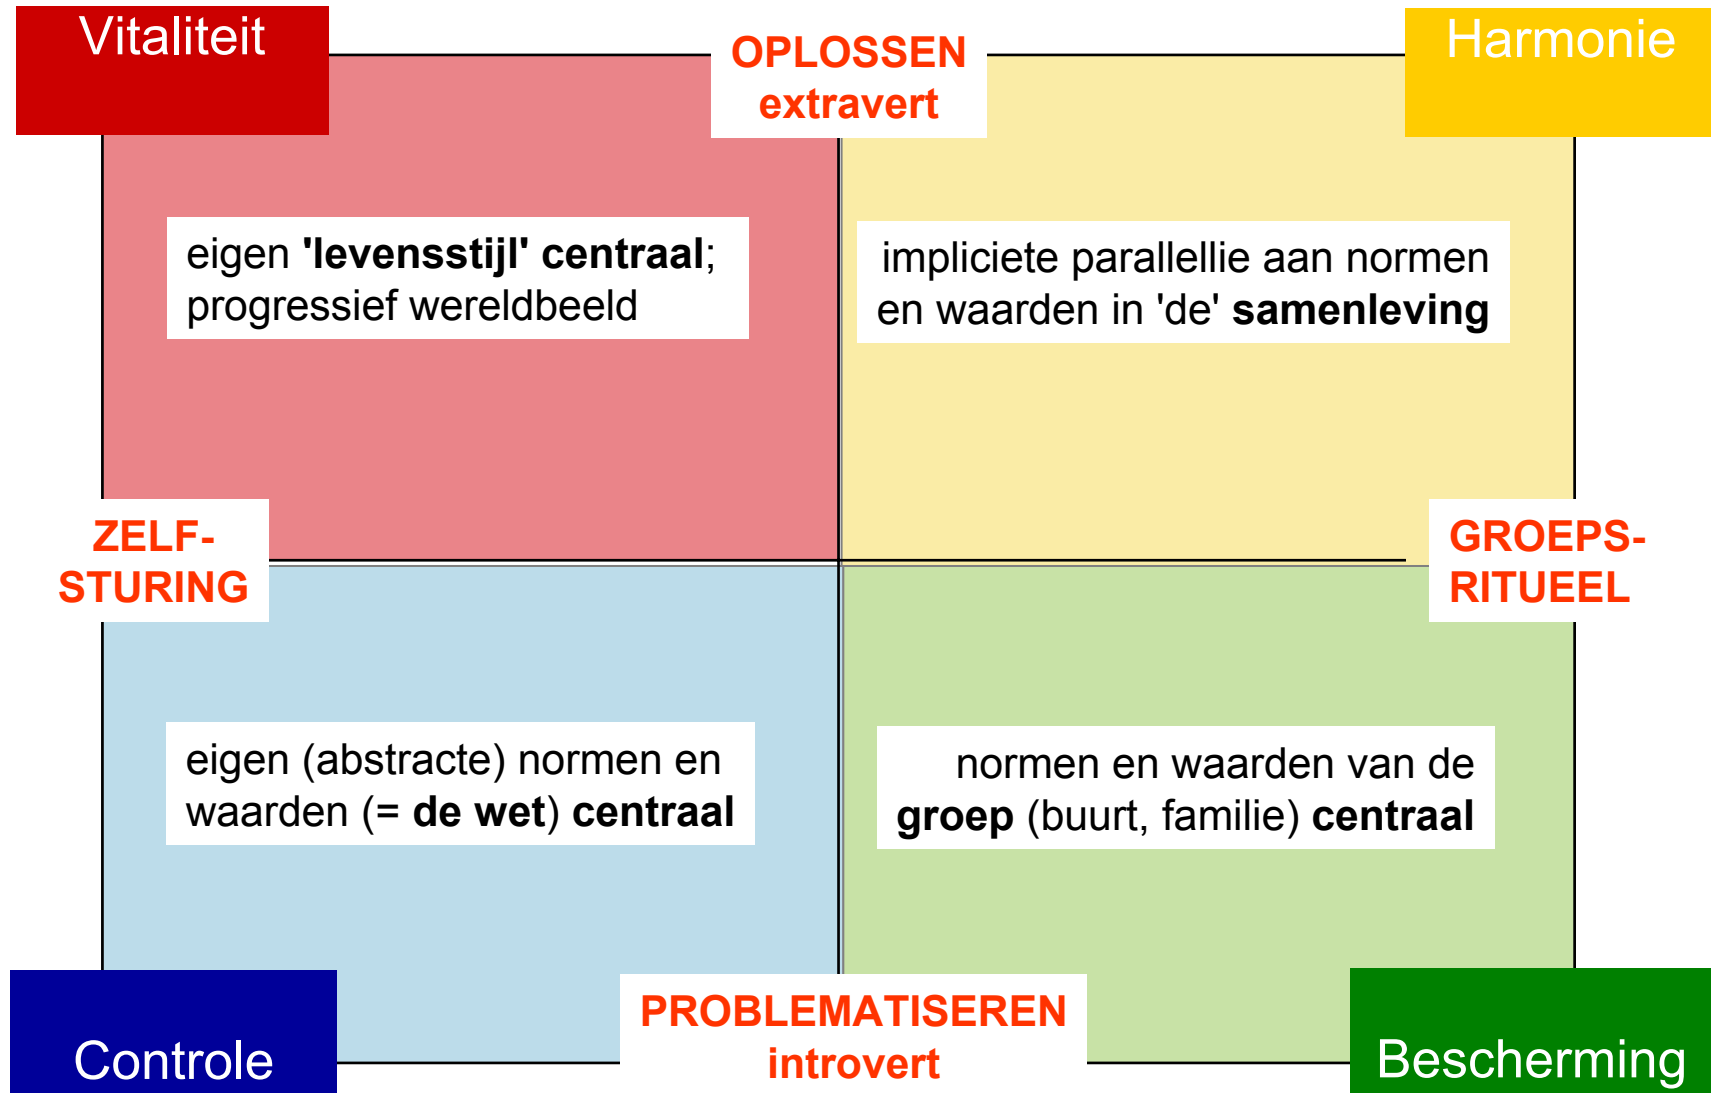 Vitaliteit
OPLOSSEN
extravert
Harmonie
eigen 'levensstijl' centraal;
progressief wereldbeeld
impliciete parallellie aan normen
en waarden in 'de' samenleving
ZELF-
STURING
GROEPS-
RITUEEL
eigen (abstracte) normen en
waarden (= de wet) centraal
normen en waarden van de
groep (buurt, familie) centraal
Controle
PROBLEMATISEREN
introvert
Bescherming